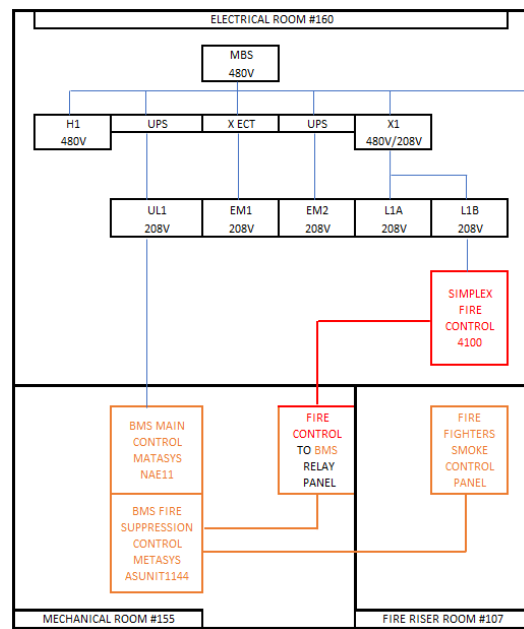 ELECTRICAL ROOM #160
MBS
480V
H1
480V
UPS
X ECT
UPS
X1
480V/208V
UL1
208V
EM1
208V
EM2
208V
L1A
208V
L1B
208V
SIMPLEX
FIRE
CONTROL
4100
BMS MAIN
CONTROL
MATASYS
NAE11
FIRE
CONTROL
TO BMS
RELAY
PANEL
FIRE
FIGHTERS
SMOKE
CONTROL
PANEL
BMS FIRE
SUPPRESSION
CONTROL
METASYS
ASUNIT1144
MECHANICAL ROOM #155
FIRE RISER ROOM #107